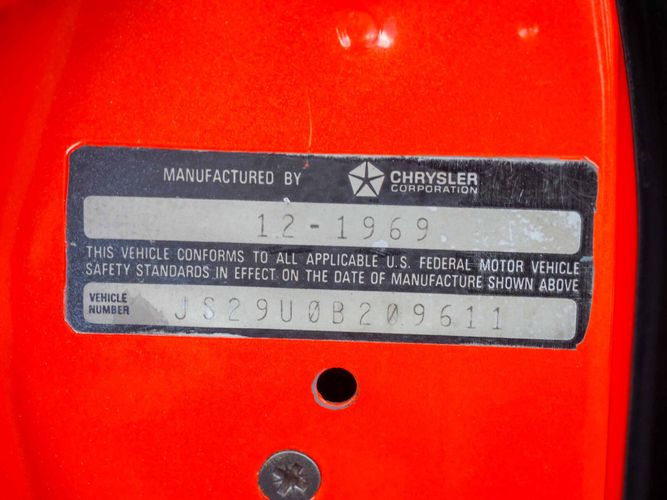 MANUFACTURED BY CHRYSLER CORPORATION
12-1969
THIS VEHICLE CONFORMS TO ALL APPLICABLE U.S. FEDERAL MOTOR VEHICLE
SAFETY STANDARDS IN EFFECT ON THE DATE OF MANUFACTURE SHOWN ABOVE
VEHICLE NUMBER JS29U0B209611